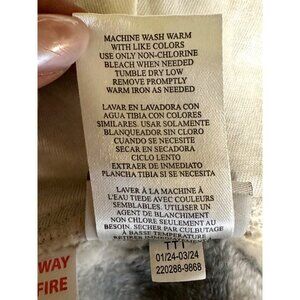 MACHINE WASH WARM
WITH LIKE COLORS
USE ONLY NON-CHLORINE
BLEACH WHEN NEEDED
TUMBLE DRY LOW
REMOVE PROMPTLY
WARM IRON AS NEEDED
LAVAR EN LAVADORA CON
AGUA TIBIA CON COLORES
SIMILARES. USAR SOLAMENTE
BLANQUEADOR SIN CLORO
CUANDO SE NECESITE
SECAR EN SECADORA
CICLO LENTO
EXTRAER DE IMMEDIATO
PLANCHA TIBIA SI SE NECESITA
LAVER À LA MACHINE À
L'EAU TIEDE AVEC COULEURS
SEMBLABLES. UTILISER UN
AGENT DE BLANCHIMENT
NON CHLORE SEULEMENT AU
BESOIN. SÉCHER PAR CULBUTAGE
À BASSE TEMPÉRATURE
TTI
01/24-03/24
220288-9868
WAY
FIRE